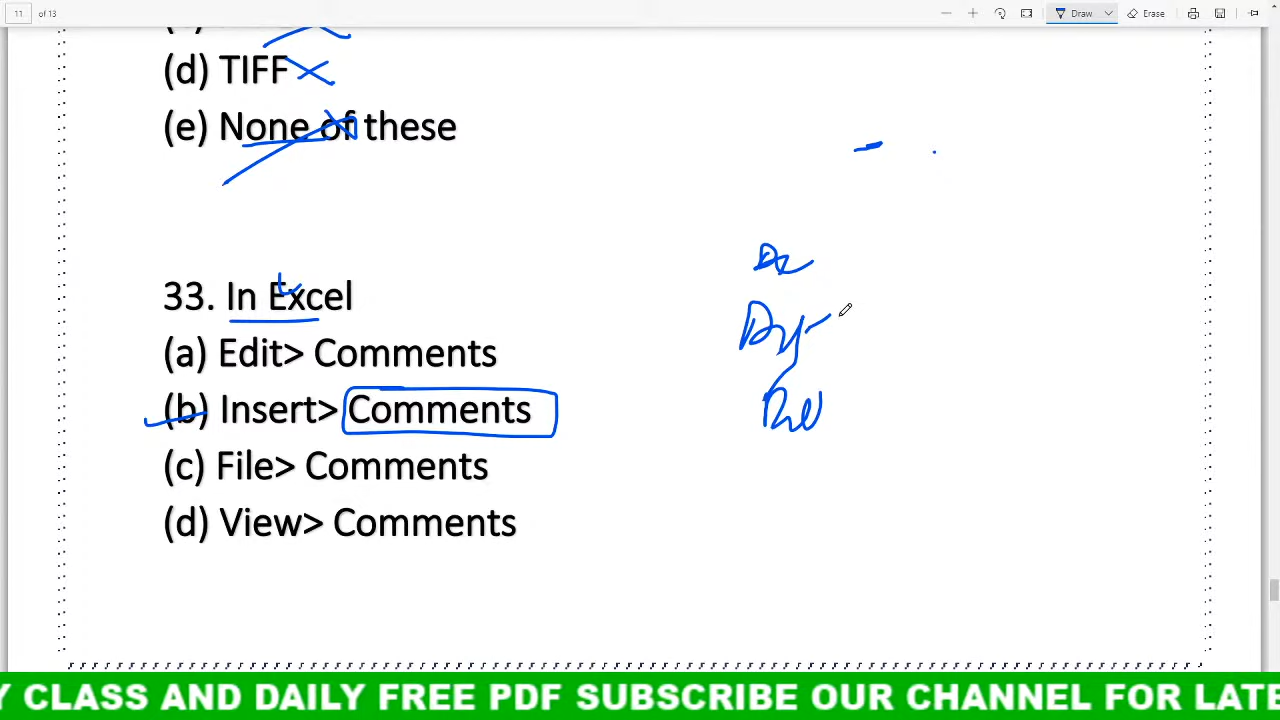 11 of 13
Draw Erase
(d) TIFF
(e) None of these
33. In Excel
(a) Edit> Comments
(b) Insert> Comments
(c) File> Comments
(d) View> Comments
Y CLASS AND DAILY FREE PDF SUBSCRIBE OUR CHANNEL FOR LATE